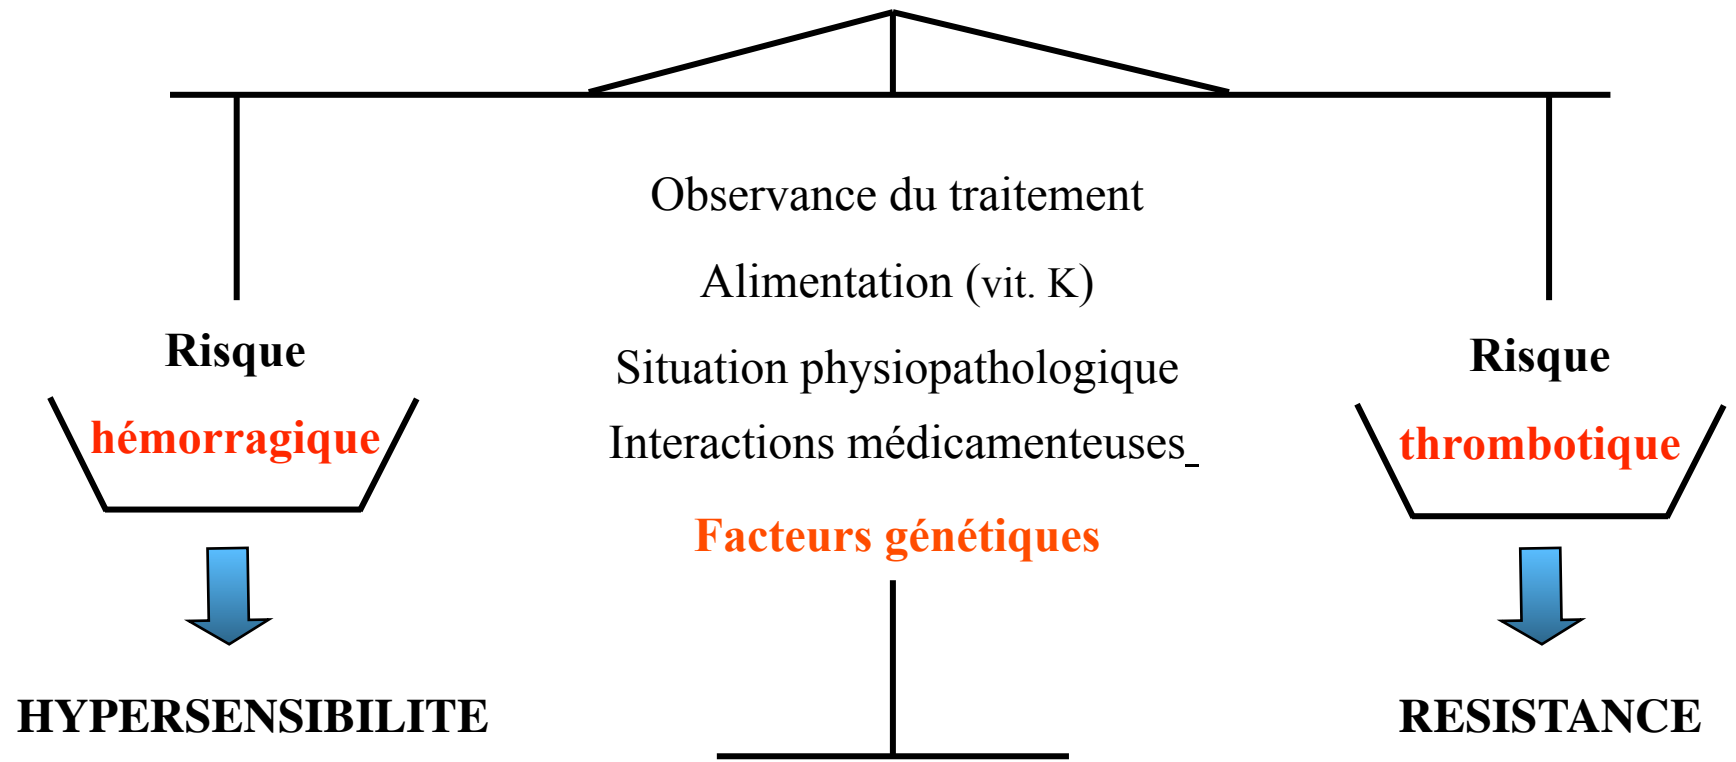 Observance du traitement
Alimentation (vit. K)
Situation physiopathologique
Interactions médicamenteuses
Facteurs génétiques
Risque
hémorragique
HYPERSENSIBILITE
Risque
thrombotique
RESISTANCE